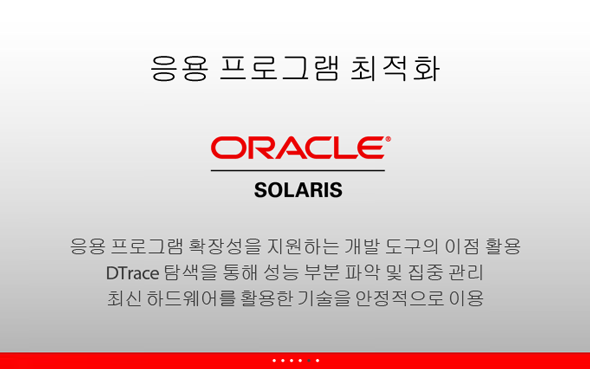 응용 프로그램 최적화
ORACLE®
SOLARIS
응용 프로그램 확장성을 지원하는 개발 도구의 이점 활용
DTrace 탐색을 통해 성능 부분 파악 및 집중 관리
최신 하드웨어를 활용한 기술을 안정적으로 이용